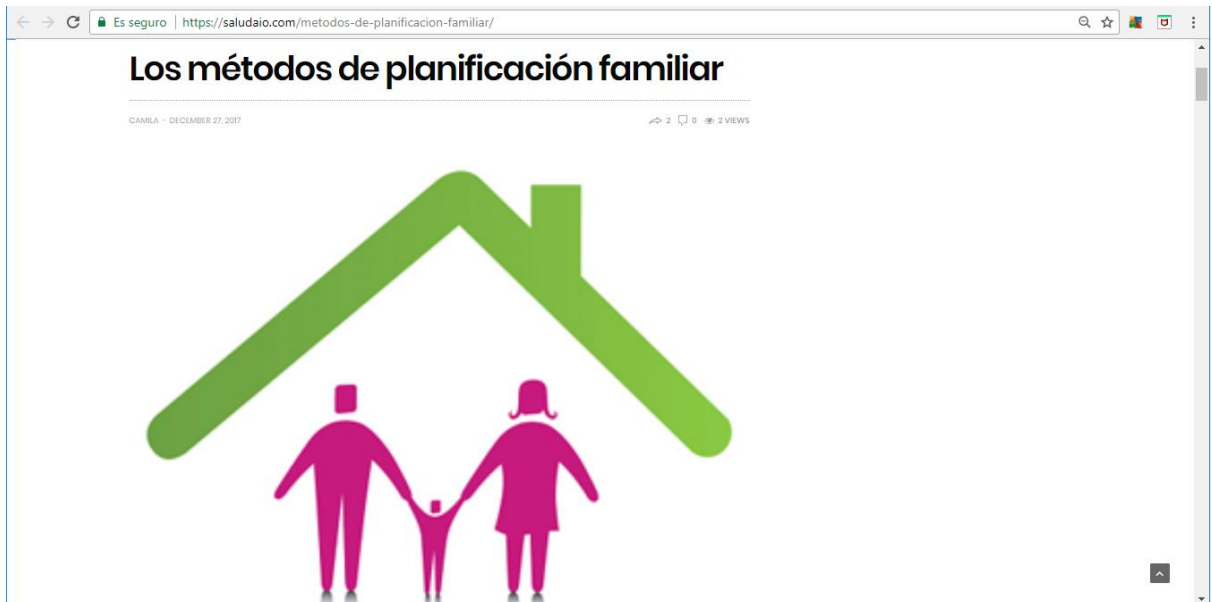 Es seguro | https://saludaio.com/metodos-de-planificacion-familiar/
Los métodos de planificación familiar
CAMILA - DECEMBER 27, 2017 2 0 2 VIEWS